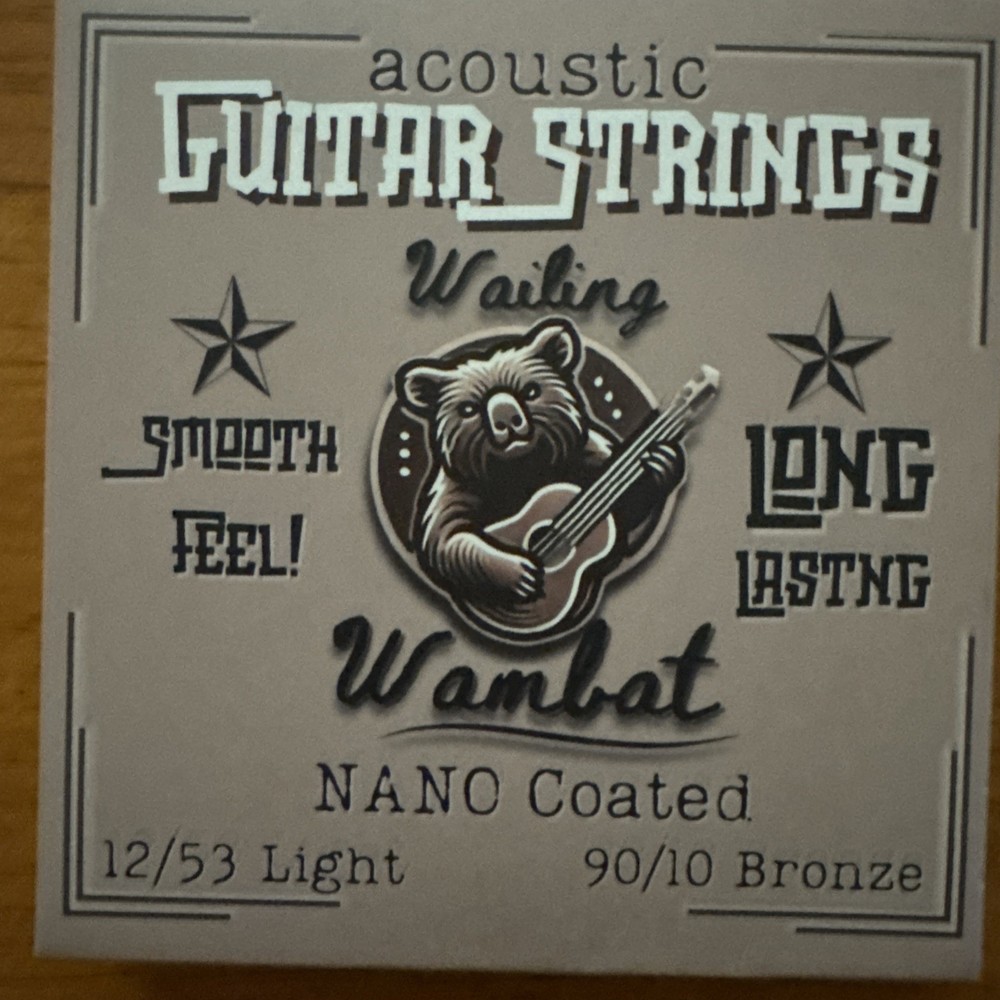 acoustic
GUITAR STRINGS
Wailing
SMOOTH
FEEL!
LONG
LASTNG
Wambat
NANO Coated
12/53 Light
90/10 Bronze